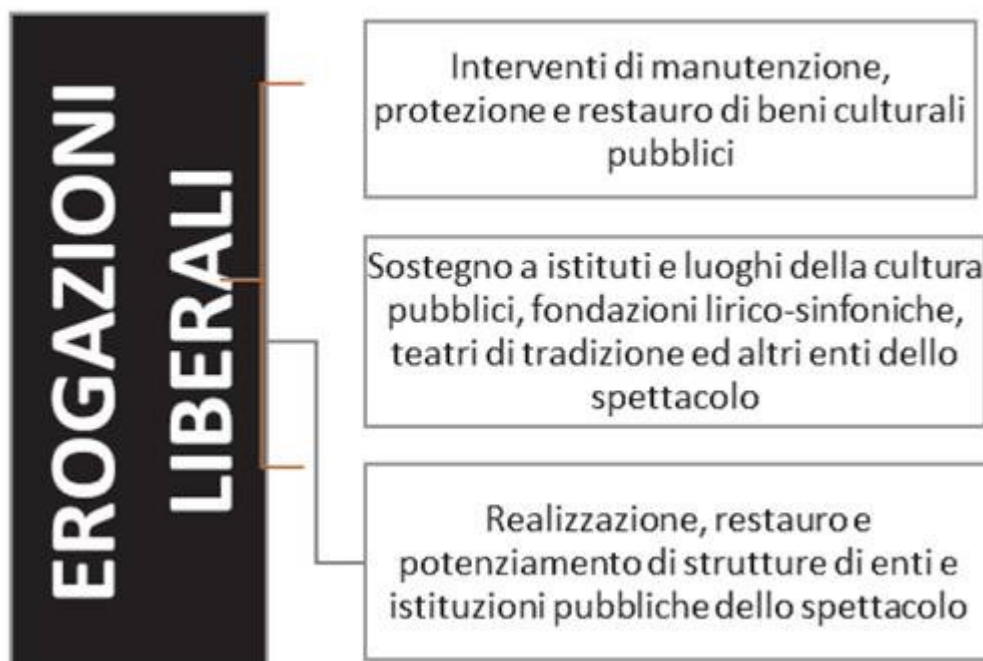 EROGAZIONI
LIBERALI
Interventi di manutenzione,
protezione e restauro di beni culturali
pubblici
Sostegno a istituti e luoghi della cultura
pubblici, fondazioni lirico-sinfoniche,
teatri di tradizione ed altri enti dello
spettacolo
Realizzazione, restauro e
potenziamento di strutture di enti e
istituzioni pubbliche dello spettacolo